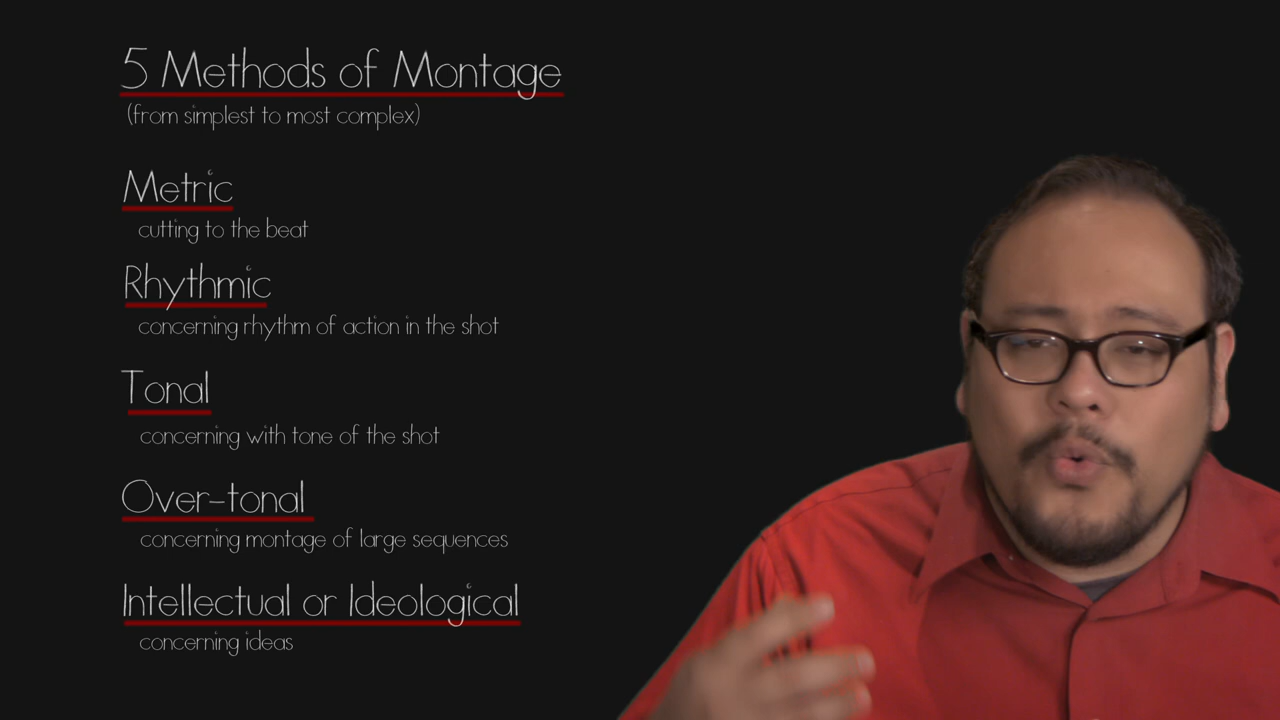 5 Methods of Montage
(from simplest to most complex)
Metric
cutting to the beat
Rhythmic
concerning rhythm of action in the shot
Tonal
concerning with tone of the shot
Over-tonal
concerning montage of large sequences
Intellectual or Ideological
concerning ideas